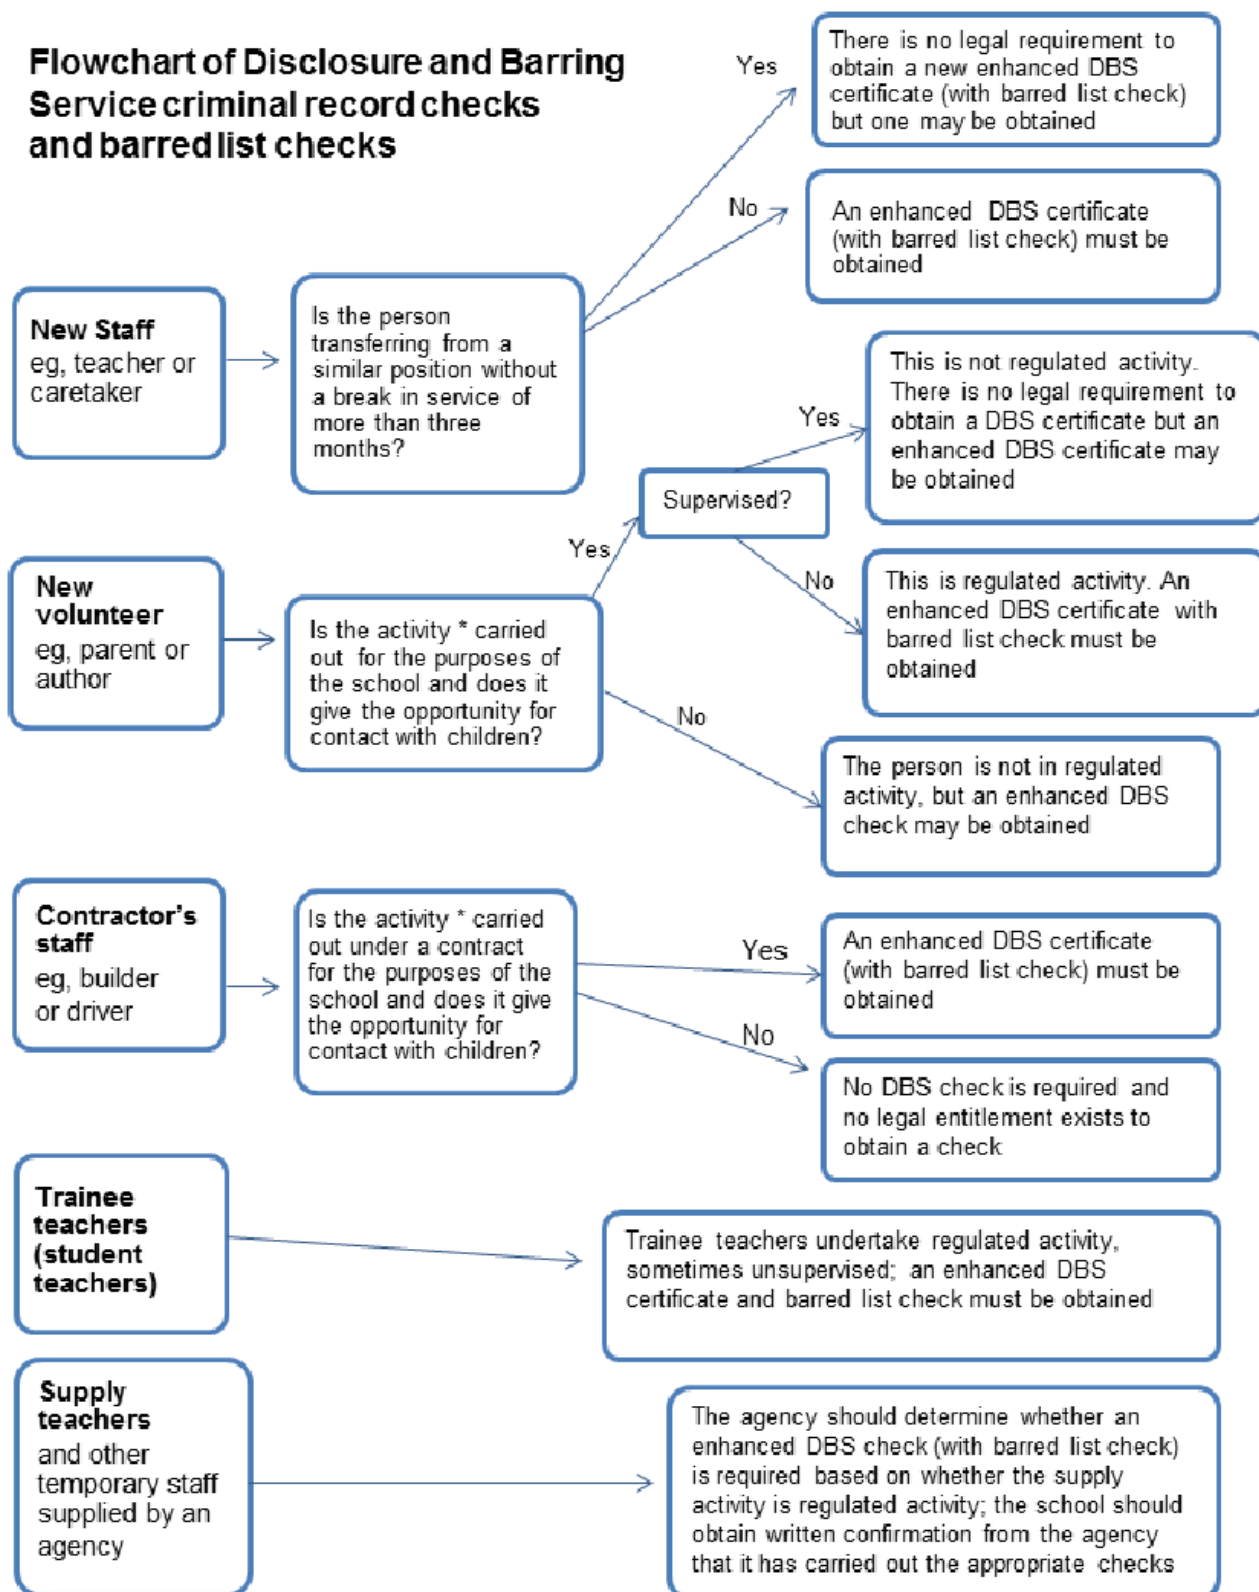 Flowchart of Disclosure and Barring
Service criminal record checks
and barred list checks
New Staff
eg, teacher or
caretaker
Is the person
transferring from a
similar position without
a break in service of
more than three
months?
Yes
There is no legal requirement to
obtain a new enhanced DBS
certificate (with barred list check)
but one may be obtained
No
An enhanced DBS certificate
(with barred list check) must be
obtained
New
volunteer
eg, parent or
author
Is the activity * carried
out for the purposes of
the school and does it
give the opportunity for
contact with children?
Yes
Supervised?
Yes
This is not regulated activity.
There is no legal requirement to
obtain a DBS certificate but an
enhanced DBS certificate may
be obtained
No
This is regulated activity. An
enhanced DBS certificate with
barred list check must be
obtained
No
The person is not in regulated
activity, but an enhanced DBS
check may be obtained
Contractor's
staff
eg, builder
or driver
Is the activity * carried
out under a contract
for the purposes of the
school and does it give
the opportunity for
contact with children?
Yes
An enhanced DBS certificate
(with barred list check) must be
obtained
No
No DBS check is required and
no legal entitlement exists to
obtain a check
Trainee
teachers
(student
teachers)
Trainee teachers undertake regulated activity,
sometimes unsupervised; an enhanced DBS
certificate and barred list check must be obtained
Supply
teachers
and other
temporary staff
supplied by an
agency
The agency should determine whether an
enhanced DBS check (with barred list check)
is required based on whether the supply
activity is regulated activity; the school should
obtain written confirmation from the agency
that it has carried out the appropriate checks